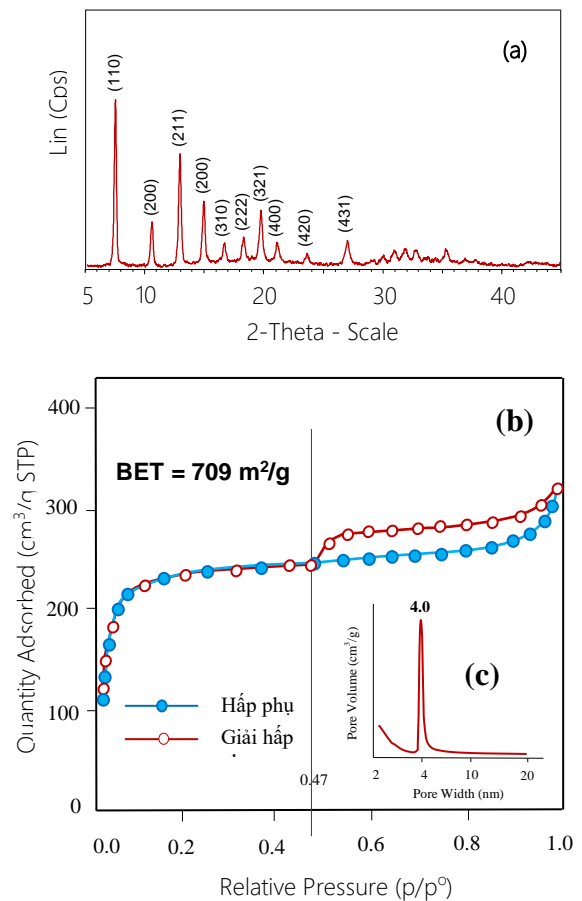 (a)
Lin (Cps)
(110)
(200)
(211)
(200)
(310)
(222)
(321)
(400)
(420)
(431)
5 10 20 30 40
2-Theta - Scale
(b)
BET = 709 m²/g
Quantity Adsorbed (cm³/g STP)
400
300
200
100
0
Hấp phụ
Giải hấp
0.47
(c)
4.0
Pore Volume (cm³/g)
2 4 10 20
Pore Width (nm)
0.0 0.2 0.4 0.6 0.8 1.0
Relative Pressure (p/pº)